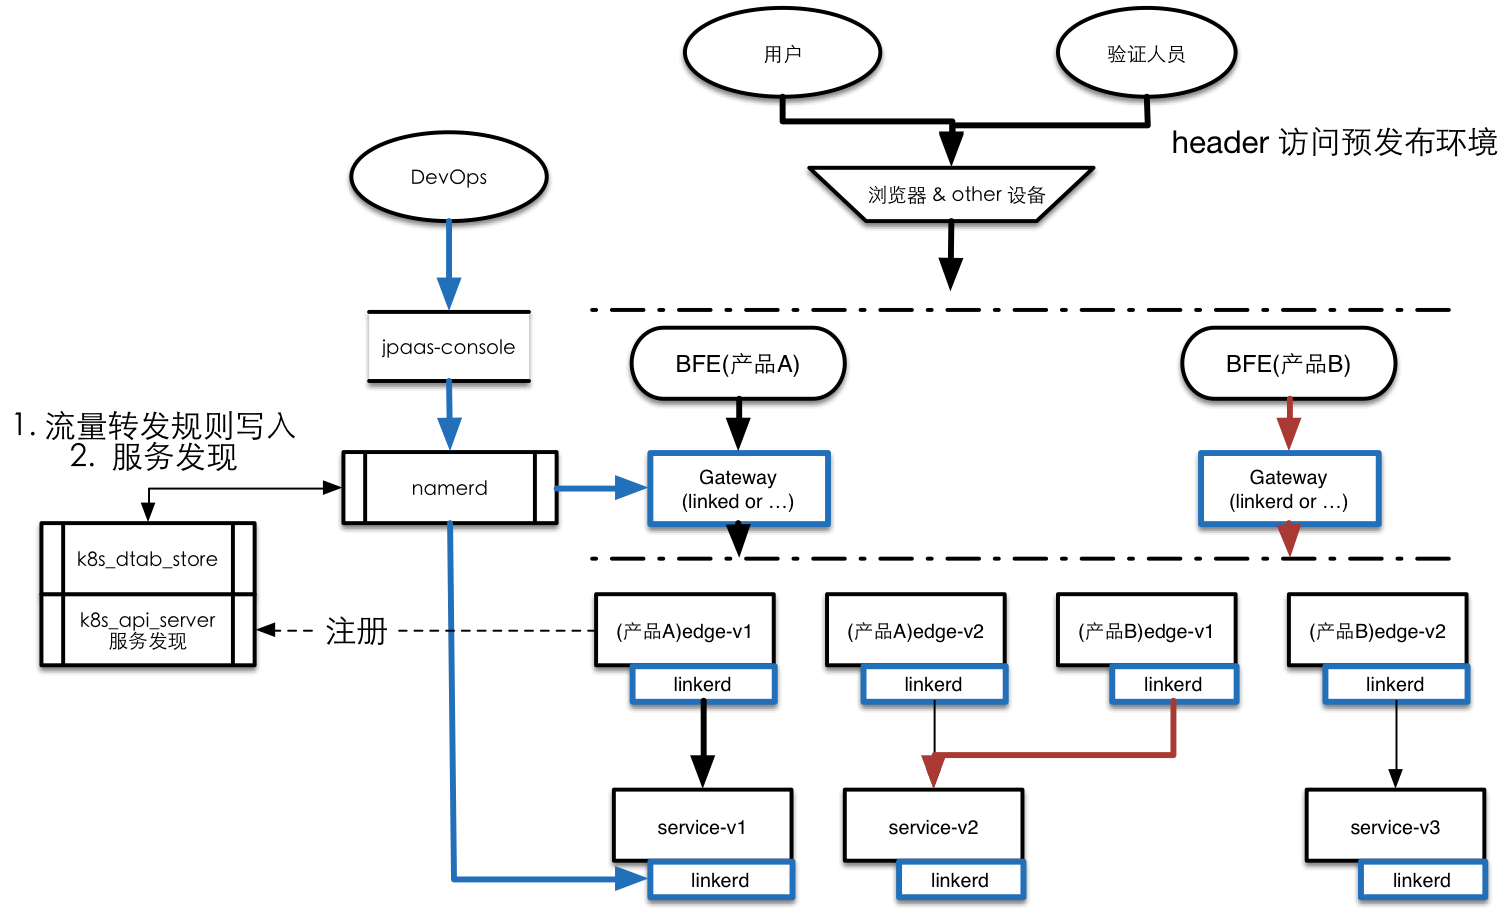 用户
验证人员
header 访问预发布环境
DevOps
浏览器 & other 设备
jpaas-console
BFE(产品A)
BFE(产品B)
1. 流量转发规则写入
2. 服务发现
namerd
Gateway
(linked or ...)
Gateway
(linkerd or ...)
k8s_dtab_store
k8s_api_server
服务发现
注册
(产品A)edge-v1
(产品A)edge-v2
(产品B)edge-v1
(产品B)edge-v2
linkerd
linkerd
linkerd
linkerd
service-v1
service-v2
service-v3
linkerd
linkerd
linkerd